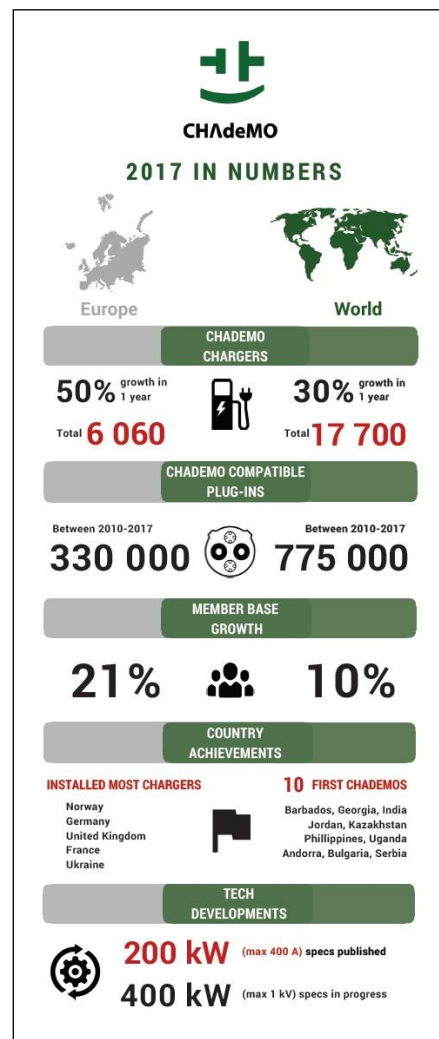 CHΛdeMO
2017 IN NUMBERS
Europe
World
CHADEMO
CHARGERS
50% growth in
1 year
Total 6 060
30% growth in
1 year
Total 17 700
CHADEMO COMPATIBLE
PLUG-INS
Between 2010-2017
330 000
Between 2010-2017
775 000
MEMBER BASE
GROWTH
21%
10%
COUNTRY
ACHIEVEMENTS
INSTALLED MOST CHARGERS
Norway
Germany
United Kingdom
France
Ukraine
10 FIRST CHADEMOS
Barbados, Georgia, India
Jordan, Kazakhstan
Phillippines, Uganda
Andorra, Bulgaria, Serbia
TECH
DEVELOPMENTS
200 kW (max 400 A) specs published
400 kW (max 1 kV) specs in progress